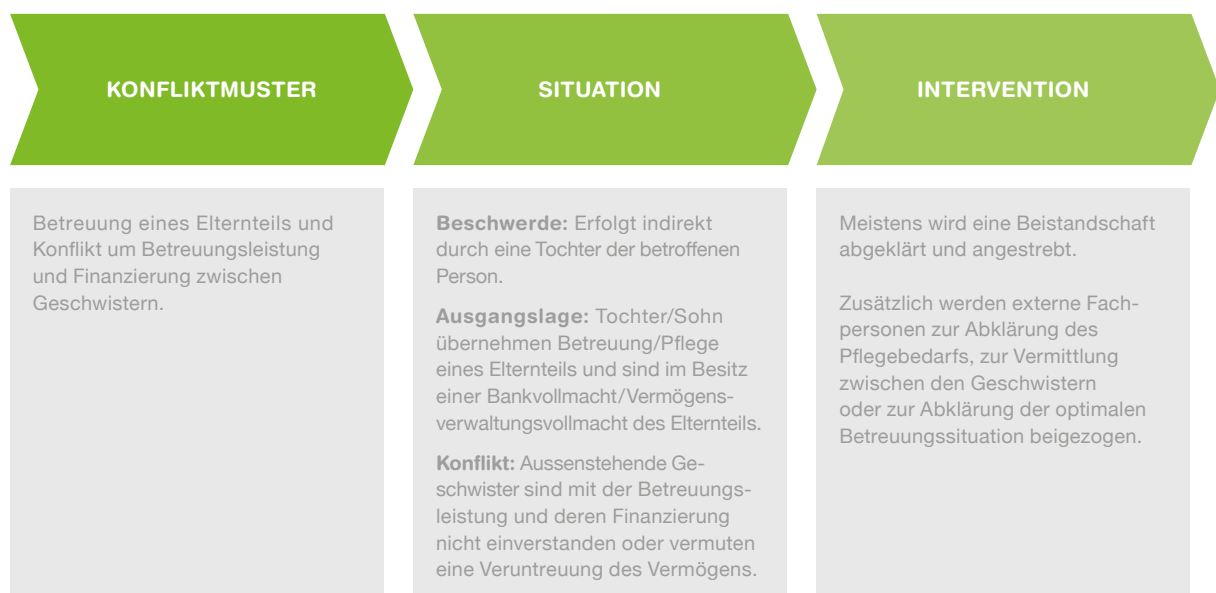 KONFLIKTMUSTER
Betreuung eines Elternteils und
Konflikt um Betreuungsleistung
und Finanzierung zwischen
Geschwistern.
SITUATION
Beschwerde: Erfolgt indirekt
durch eine Tochter der betroffenen
Person.
Ausgangslage: Tochter/Sohn
übernehmen Betreuung/Pflege
eines Elternteils und sind im Besitz
einer Bankvollmacht/Vermögens-
verwaltungsvollmacht des Elternteils.
Konflikt: Aussenstehende Ge-
schwister sind mit der Betreuungs-
leistung und deren Finanzierung
nicht einverstanden oder vermuten
eine Veruntreuung des Vermögens.
INTERVENTION
Meistens wird eine Beistandschaft
abgeklärt und angestrebt.
Zusätzlich werden externe Fach-
personen zur Abklärung des
Pflegebedarfs, zur Vermittlung
zwischen den Geschwistern
oder zur Abklärung der optimalen
Betreuungssituation beigezogen.